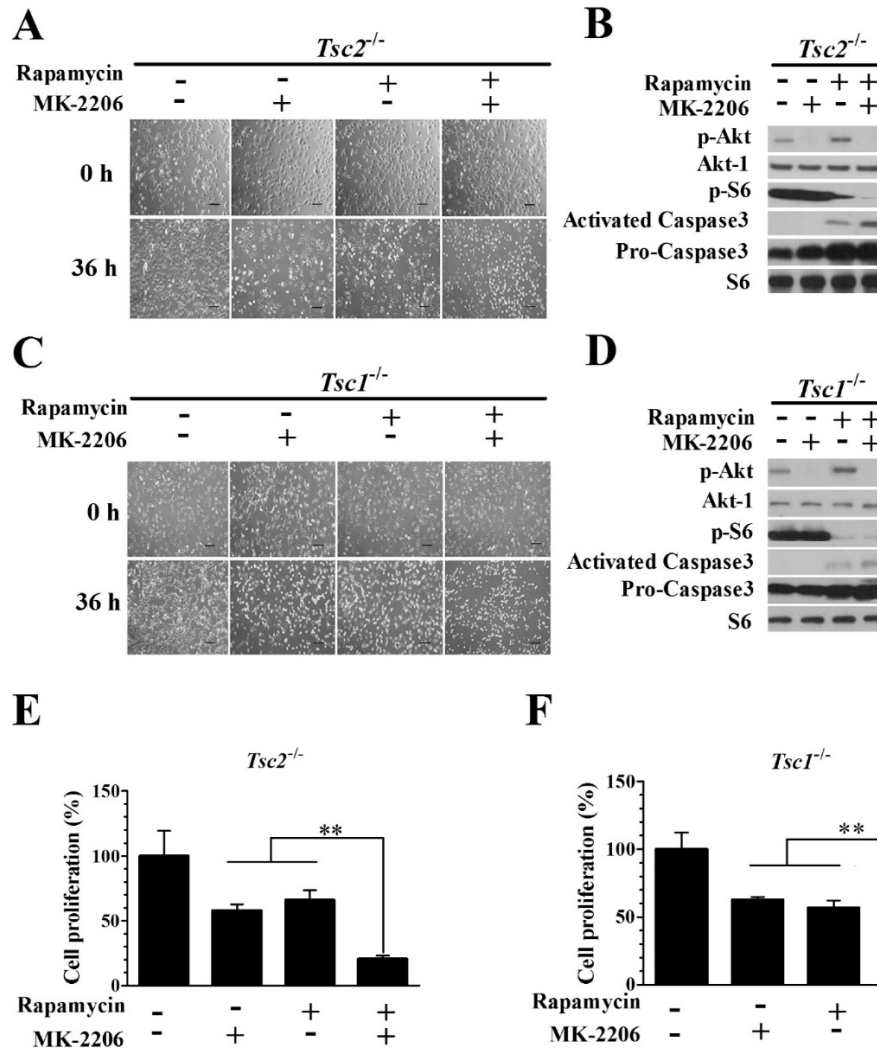 A
Tsc2-/-
Rapamycin - - + +
MK-2206 - + - +
0 h
36 h
B
Tsc2-/-
Rapamycin - - + +
MK-2206 - + - +
p-Akt
Akt-1
p-S6
Activated Caspase3
Pro-Caspase3
S6
C
Tsc1-/-
Rapamycin - - + +
MK-2206 - + - +
0 h
36 h
D
Tsc1-/-
Rapamycin - - + +
MK-2206 - + - +
p-Akt
Akt-1
p-S6
Activated Caspase3
Pro-Caspase3
S6
E
Tsc2-/-
Cell proliferation (%)
150
100
50
0
**
Rapamycin - - + +
MK-2206 - + - +
F
Tsc1-/-
Cell proliferation (%)
150
100
50
0
**
Rapamycin - - +
MK-2206 - + -